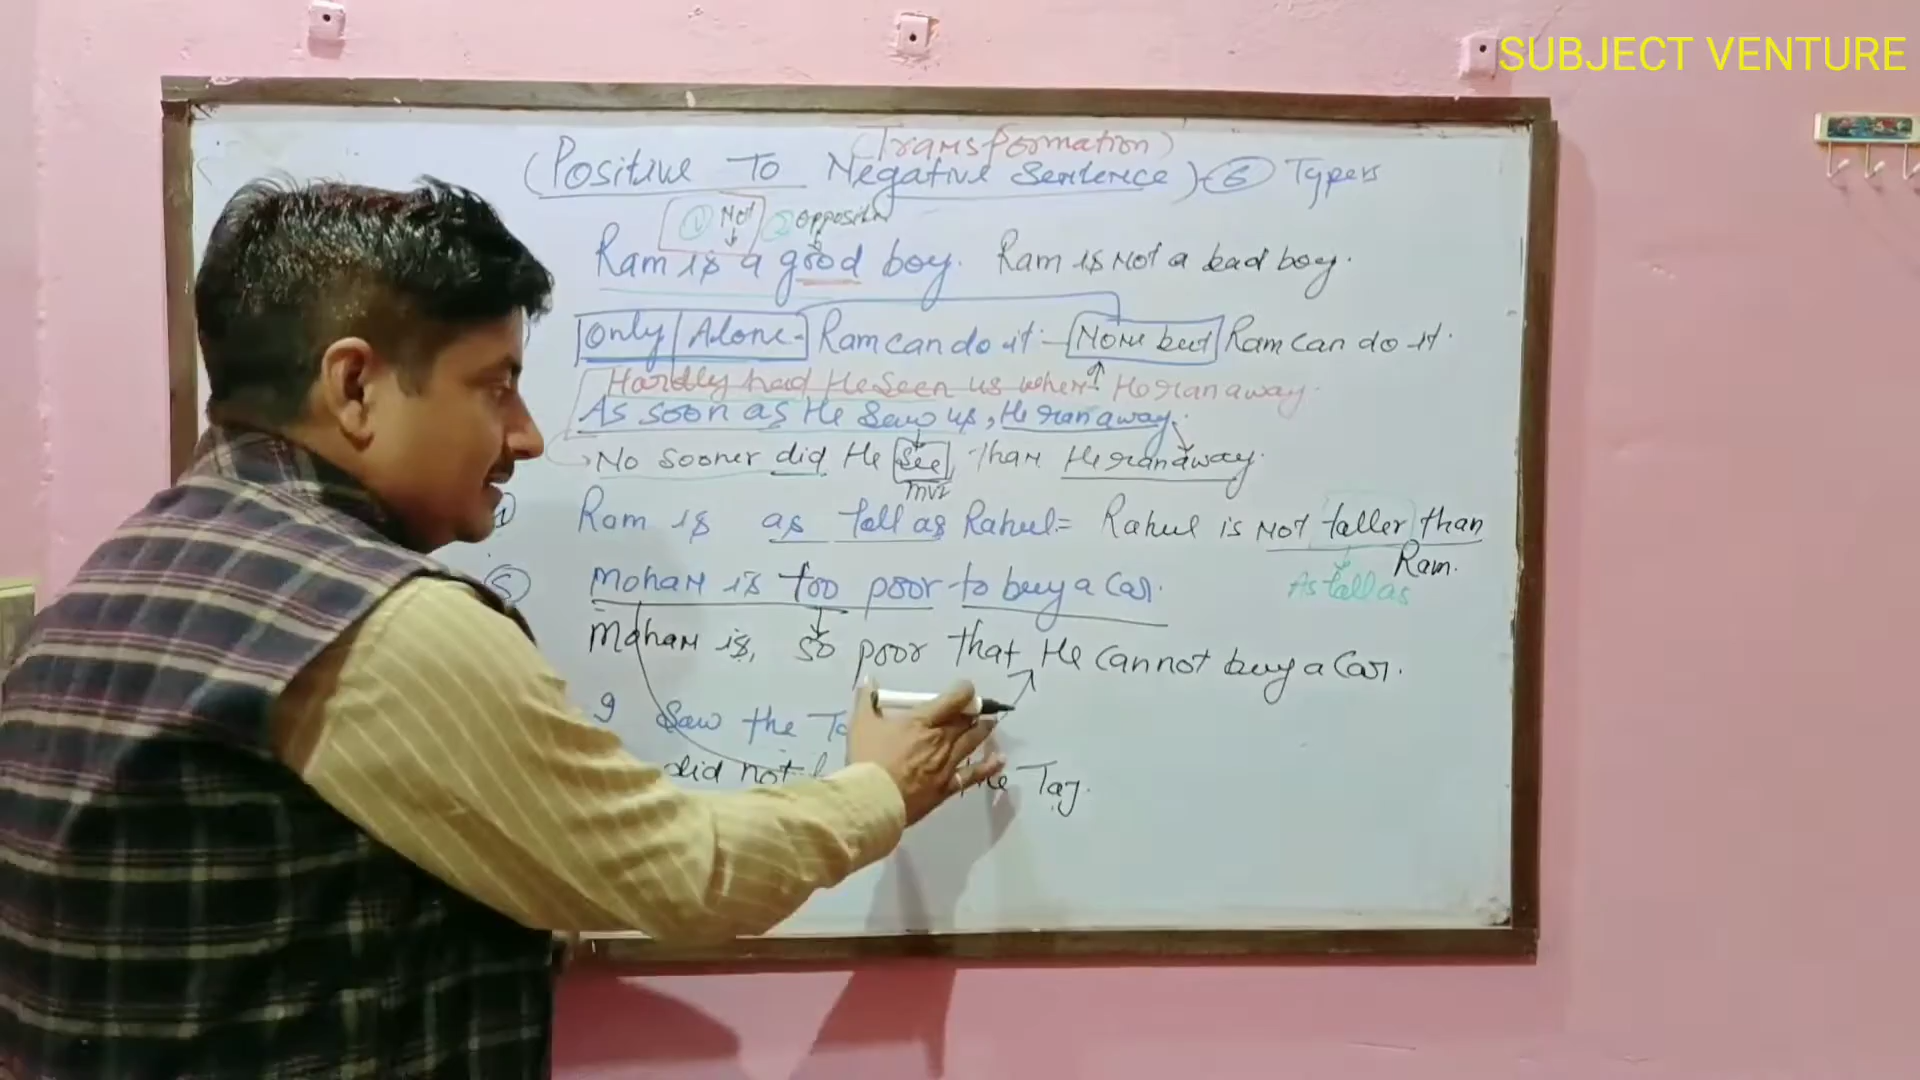 SUBJECT VENTURE
(Transformation)
(Positive To Negative Sentence) 6 Types
① Not ② opposite
Ram is a good boy. Ram is Not a bad boy.
Only / Alone - Ram can do it - None but Ram can do it.
Hardly had He seen us when He ran away.
As soon as He saw us, He ran away.
No sooner did He see than He ran away.
mv1
Ram is as tall as Rahul = Rahul is Not taller than
Ram.
As tall as
⑤ Mohan is too poor to buy a Car.
Mohan is, so poor that He cannot buy a Car.
I saw the
did not the Taj.